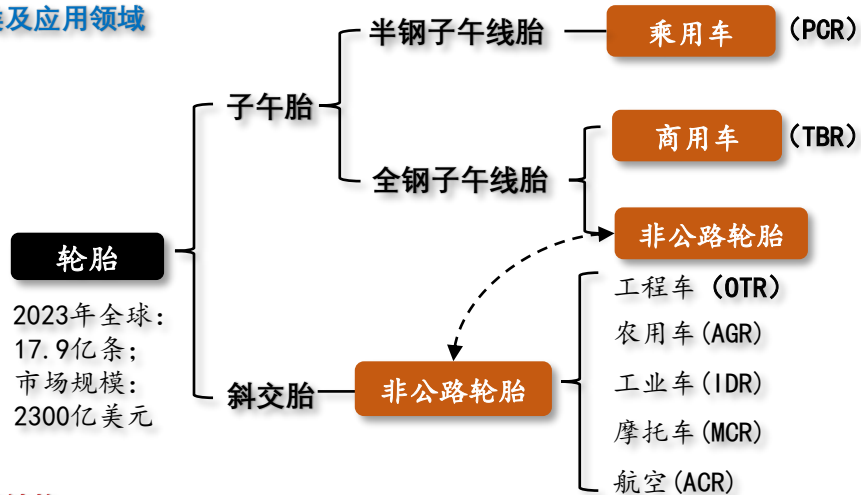 及应用领域
半钢子午线胎
乘用车
(PCR)
子午胎
商用车
(TBR)
全钢子午线胎
非公路轮胎
轮胎
2023年全球：
17.9亿条；
市场规模：
2300亿美元
工程车（OTR）
农用车(AGR)
斜交胎
非公路轮胎
工业车(IDR)
摩托车(MCR)
航空(ACR)